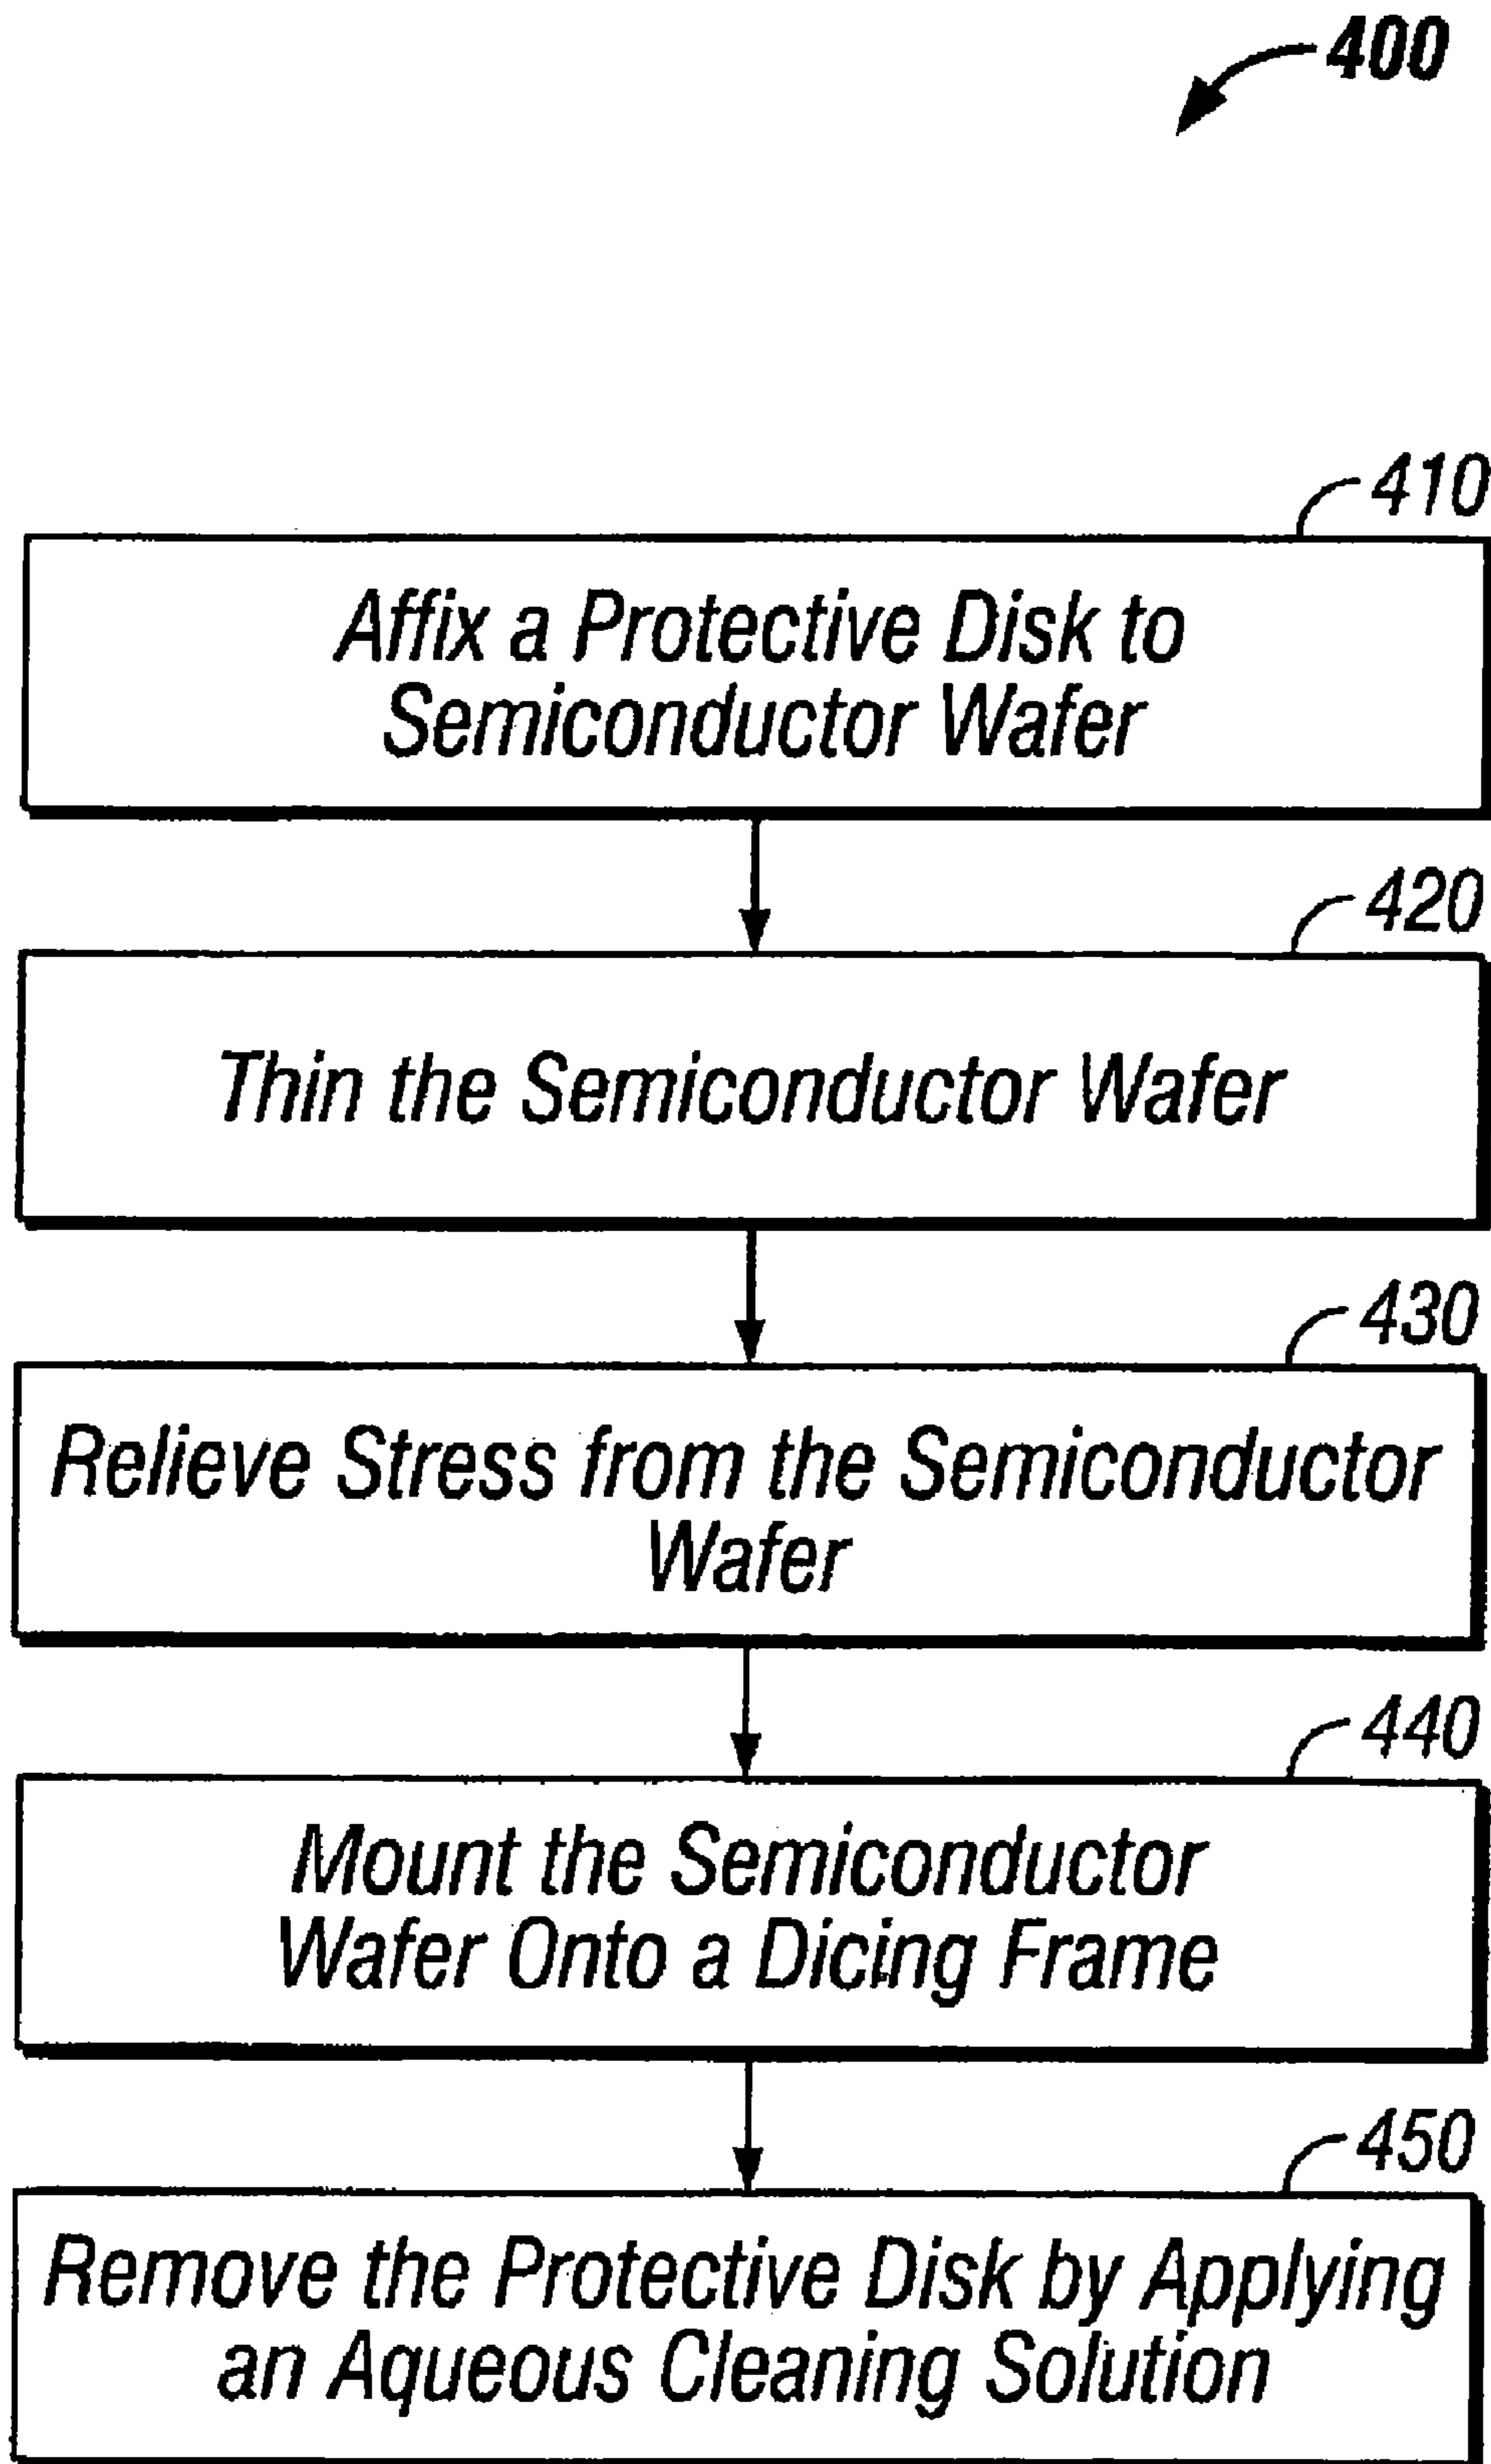 400
410
Affix a Protective Disk to
Semiconductor Wafer
420
Thin the Semiconductor Wafer
430
Relieve Stress from the Semiconductor
Wafer
440
Mount the Semiconductor
Wafer Onto a Dicing Frame
450
Remove the Protective Disk by Applying
an Aqueous Cleaning Solution